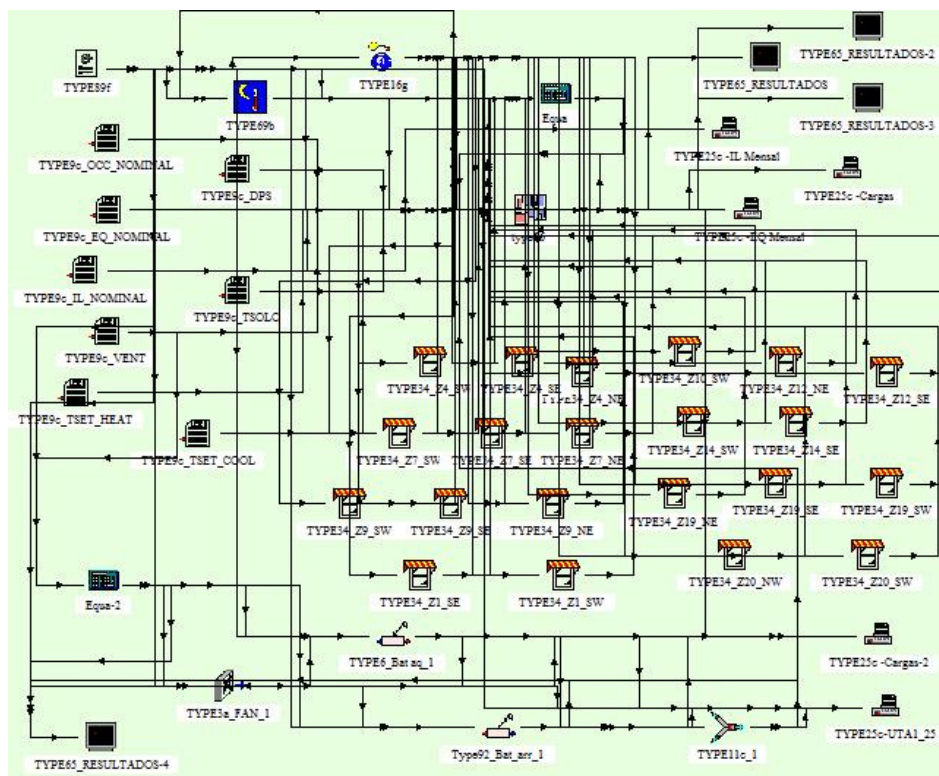 TYPE65_RESULTADOS-2
TYPE89f
TYPE16g
TYPE65_RESULTADOS
TYPE69b
Equa
TYPE65_RESULTADOS-3
TYPE9c_OCC_NOMINAL
TYPE25c -IL Mensal
TYPE9c_DPS
TYPE25c -Cargas
TYPE9c_EQ_NOMINAL
TYPE25c -EQ Mensal
TYPE9c_IL_NOMINAL
TYPE9c_TSOLO
TYPE9c_VENT
TYPE34_Z4_SW
TYPE34_Z4_SE
TYPE34_Z4_NE
TYPE34_Z10_SW
TYPE34_Z12_NE
TYPE34_Z12_SE
TYPE9c_TSET_HEAT
TYPE9c_TSET_COOL
TYPE34_Z7_SW
TYPE34_Z7_SE
TYPE34_Z7_NE
TYPE34_Z14_SW
TYPE34_Z14_SE
TYPE34_Z9_SW
TYPE34_Z9_SE
TYPE34_Z9_NE
TYPE34_Z19_NE
TYPE34_Z19_SE
TYPE34_Z19_SW
TYPE34_Z1_SE
TYPE34_Z1_SW
TYPE34_Z20_NW
TYPE34_Z20_SW
Equa-2
TYPE6_Bat aq_1
TYPE25c -Cargas-2
TYPE3a_FAN_1
Type92_Bat_arr_1
TYPE11c_1
TYPE25c-UTA1_25
TYPE65_RESULTADOS-4